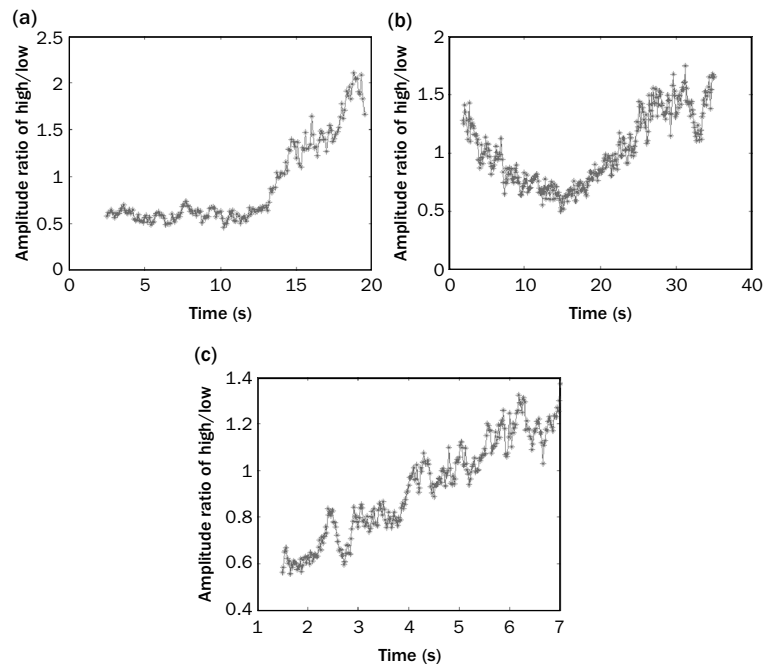 (a)
Amplitude ratio of high/low
2.5
2
1.5
1
0.5
0
0 5 10 15 20
Time (s)
(b)
Amplitude ratio of high/low
2
1.5
1
0.5
0
0 10 20 30 40
Time (s)
(c)
Amplitude ratio of high/low
1.4
1.2
1
0.8
0.6
0.4
1 2 3 4 5 6 7
Time (s)